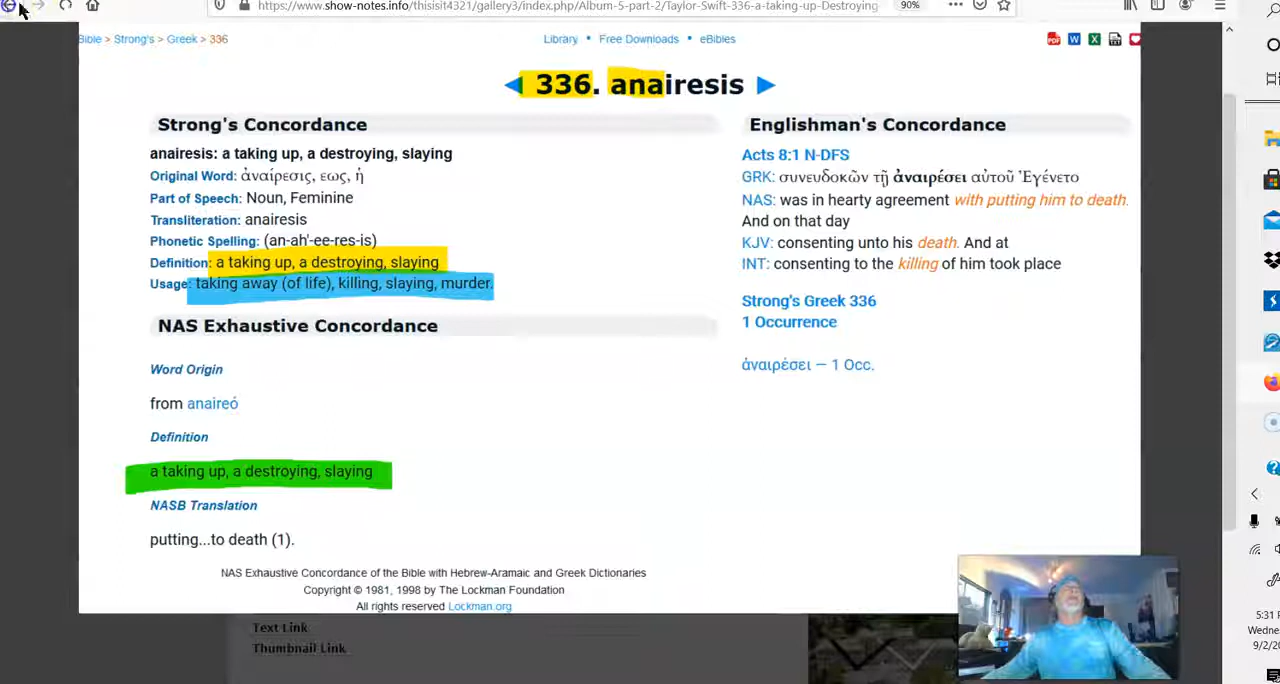 https://www.show-notes.info/thisisit4321/gallery3/index.php/Album-5-part-2/Taylor-Swift-336-a-taking-up-Destroying
90%
Bible > Strong's > Greek > 336
Library • Free Downloads • eBibles
◄ 336. anairesis ►
Strong's Concordance
anairesis: a taking up, a destroying, slaying
Original Word: ἀναίρεσις, εως, ἡ
Part of Speech: Noun, Feminine
Transliteration: anairesis
Phonetic Spelling: (an-ah'-ee-res-is)
Definition: a taking up, a destroying, slaying
Usage: taking away (of life), killing, slaying, murder.
NAS Exhaustive Concordance
Word Origin
from anaireó
Definition
a taking up, a destroying, slaying
NASB Translation
putting...to death (1).
NAS Exhaustive Concordance of the Bible with Hebrew-Aramaic and Greek Dictionaries
Copyright © 1981, 1998 by The Lockman Foundation
All rights reserved Lockman.org
Englishman's Concordance
Acts 8:1 N-DFS
GRK: συνευδοκῶν τῇ ἀναιρέσει αὐτοῦ Ἐγένετο
NAS: was in hearty agreement with putting him to death.
And on that day
KJV: consenting unto his death. And at
INT: consenting to the killing of him took place
Strong's Greek 336
1 Occurrence
ἀναιρέσει — 1 Occ.
Text Link
Thumbnail Link
5:31
Wedne
9/2/20